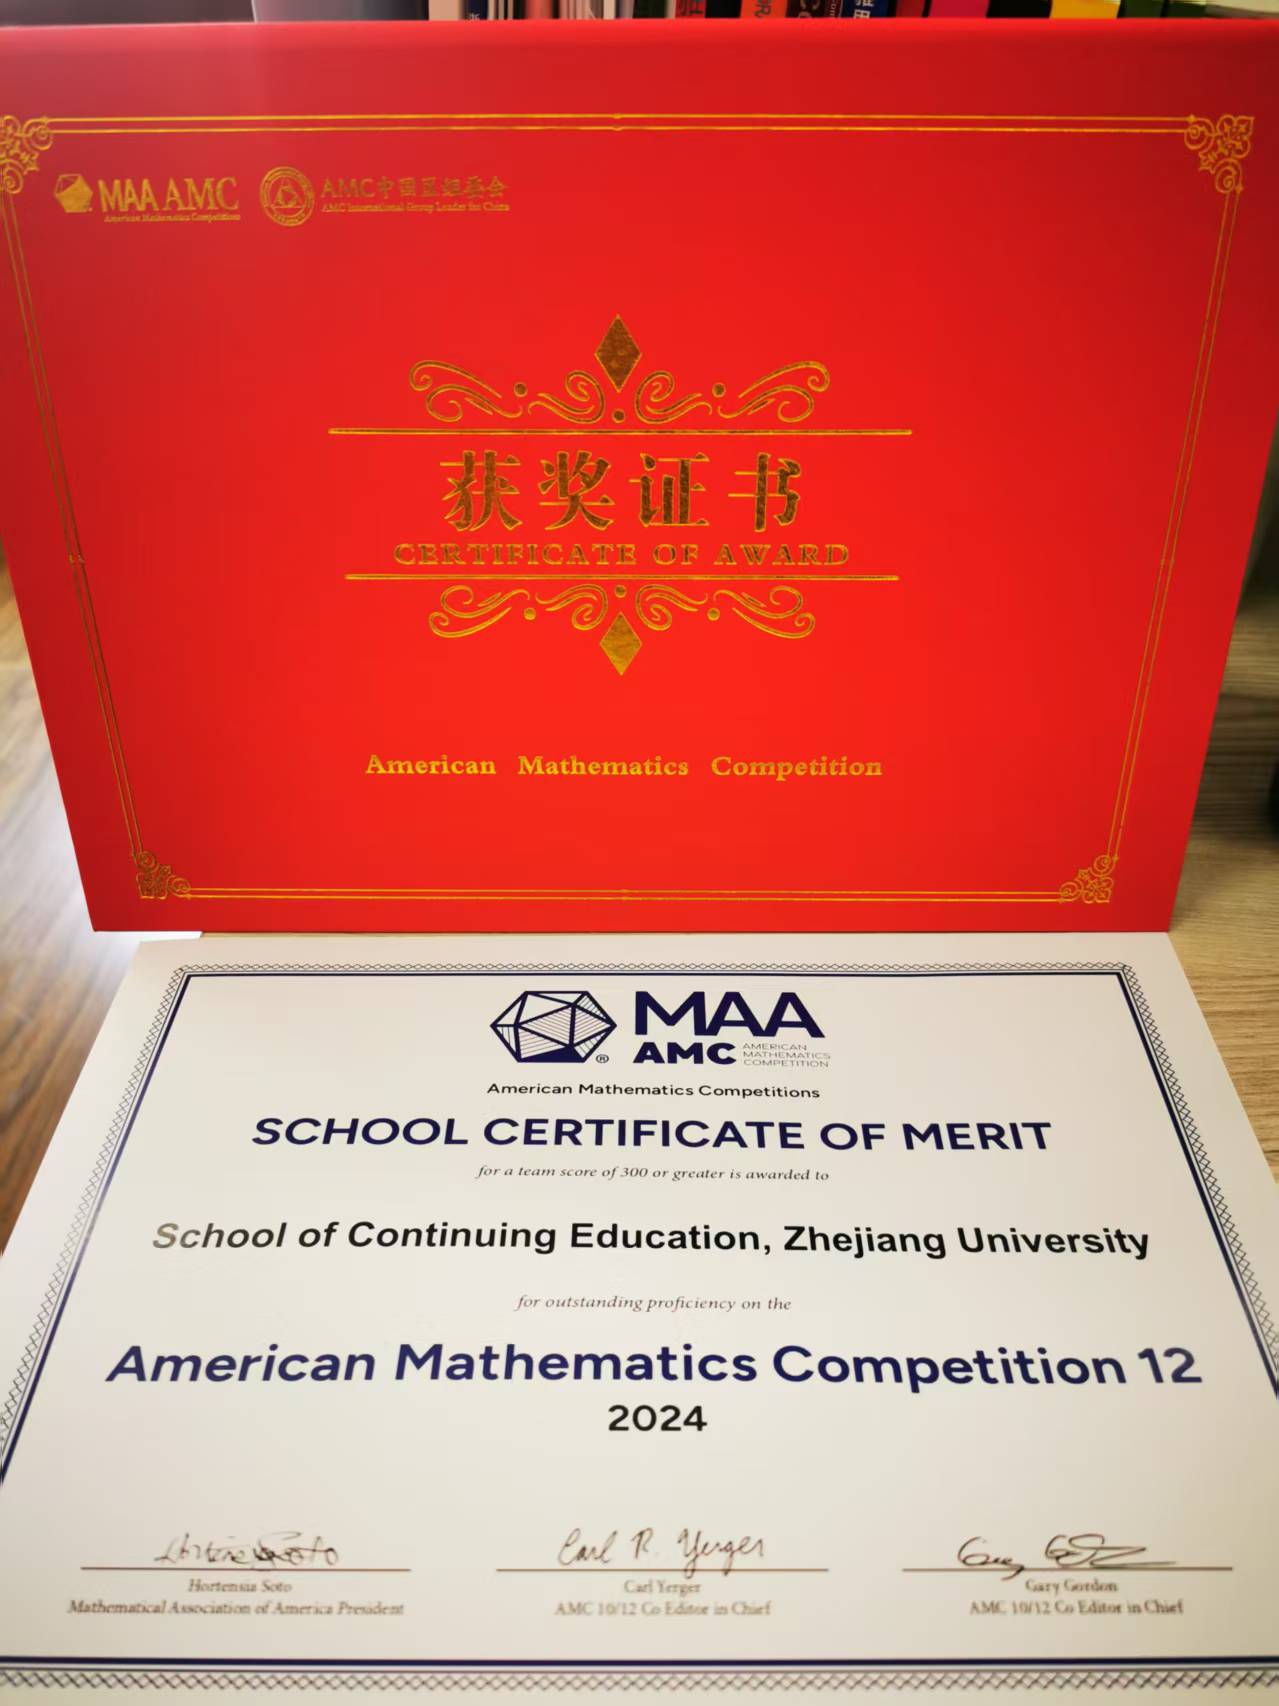 MAA AMC
American Mathematics Competitions
AMC中国区组委会
AMC International Group Leader for China
获奖证书
CERTIFICATE OF AWARD
American Mathematics Competition
MAA
AMC AMERICAN
MATHEMATICS
COMPETITION
®
American Mathematics Competitions
SCHOOL CERTIFICATE OF MERIT
for a team score of 300 or greater is awarded to
School of Continuing Education, Zhejiang University
for outstanding proficiency on the
American Mathematics Competition 12
2024
Carl R. Yerger
Hortensia Soto
Mathematical Association of America President
Carl Yerger
AMC 10/12 Co Editor in Chief
Gary Gordon
AMC 10/12 Co Editor in Chief